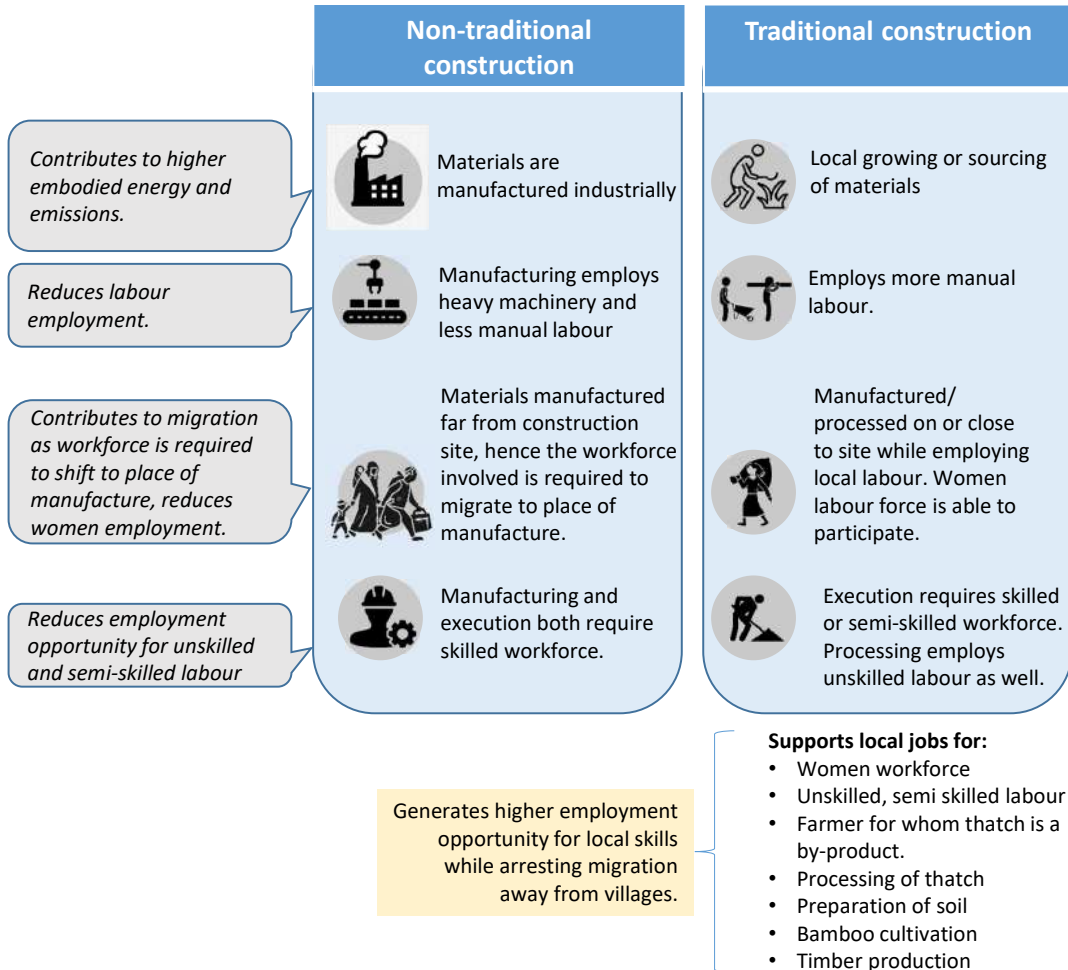 Non-traditional
construction
Traditional construction
Contributes to higher
embodied energy and
emissions.
Materials are
manufactured industrially
Local growing or sourcing
of materials
Reduces labour
employment.
Manufacturing employs
heavy machinery and
less manual labour
Employs more manual
labour.
Contributes to migration
as workforce is required
to shift to place of
manufacture, reduces
women employment.
Materials manufactured
far from construction
site, hence the workforce
involved is required to
migrate to place of
manufacture.
Manufactured/
processed on or close
to site while employing
local labour. Women
labour force is able to
participate.
Reduces employment
opportunity for unskilled
and semi-skilled labour
Manufacturing and
execution both require
skilled workforce.
Execution requires skilled
or semi-skilled workforce.
Processing employs
unskilled labour as well.
Generates higher employment
opportunity for local skills
while arresting migration
away from villages.
Supports local jobs for:
• Women workforce
• Unskilled, semi skilled labour
• Farmer for whom thatch is a
by-product.
• Processing of thatch
• Preparation of soil
• Bamboo cultivation
• Timber production